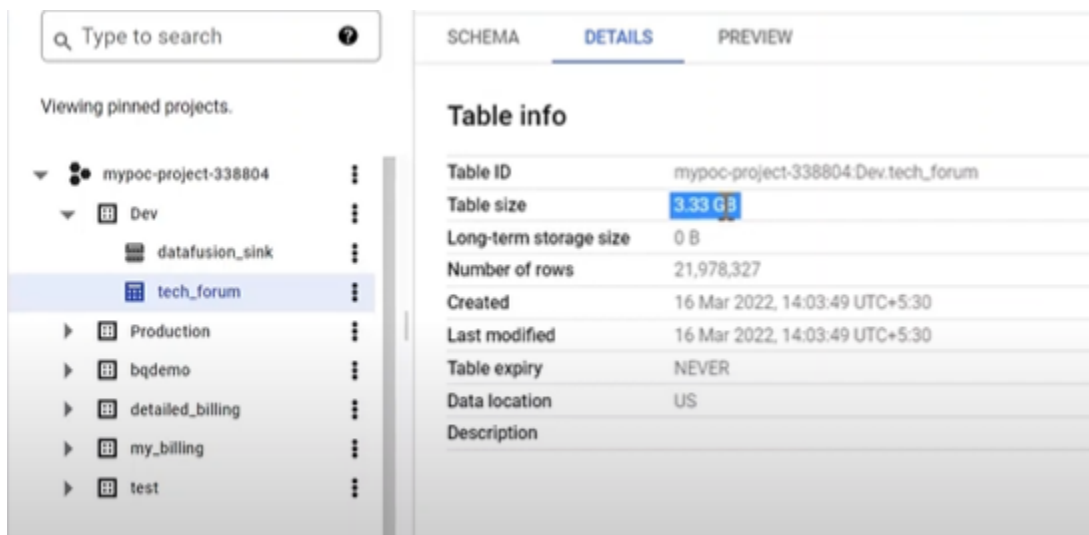 Type to search
Viewing pinned projects.
mypoc-project-338804
Dev
datafusion_sink
tech_forum
Production
bqdemo
detailed_billing
my_billing
test
SCHEMA DETAILS PREVIEW
Table info
Table ID mypoc-project-338804:Dev.tech_forum
Table size 3.33 GB
Long-term storage size 0 B
Number of rows 21,978,327
Created 16 Mar 2022, 14:03:49 UTC+5:30
Last modified 16 Mar 2022, 14:03:49 UTC+5:30
Table expiry NEVER
Data location US
Description